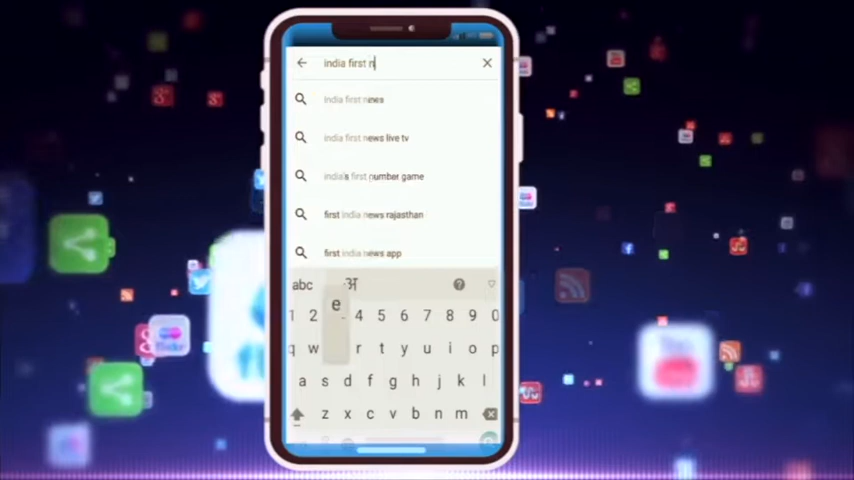 india first n
india first news
india first news live tv
india's first number game
first india news rajasthan
first india news app
abc अ
e
1 2 4 5 6 7 8 9 0
q w r t y u i o p
a s d f g h j k l
z x c v b n m
flickr